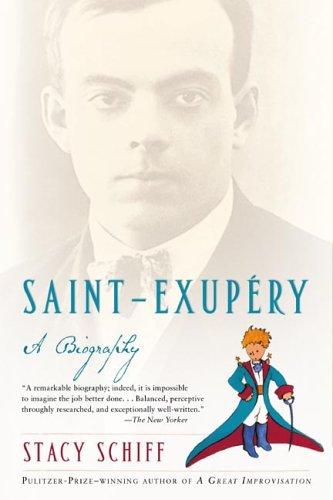 SAINT-EXUPÉRY
A Biography
"A remarkable biography; indeed, it is impossible
to imagine the job better done. . . Balanced, perceptive
throughly researched, and exceptionally well-written."
—The New Yorker
STACY SCHIFF
PULITZER-PRIZE–WINNING AUTHOR OF A GREAT IMPROVISATION